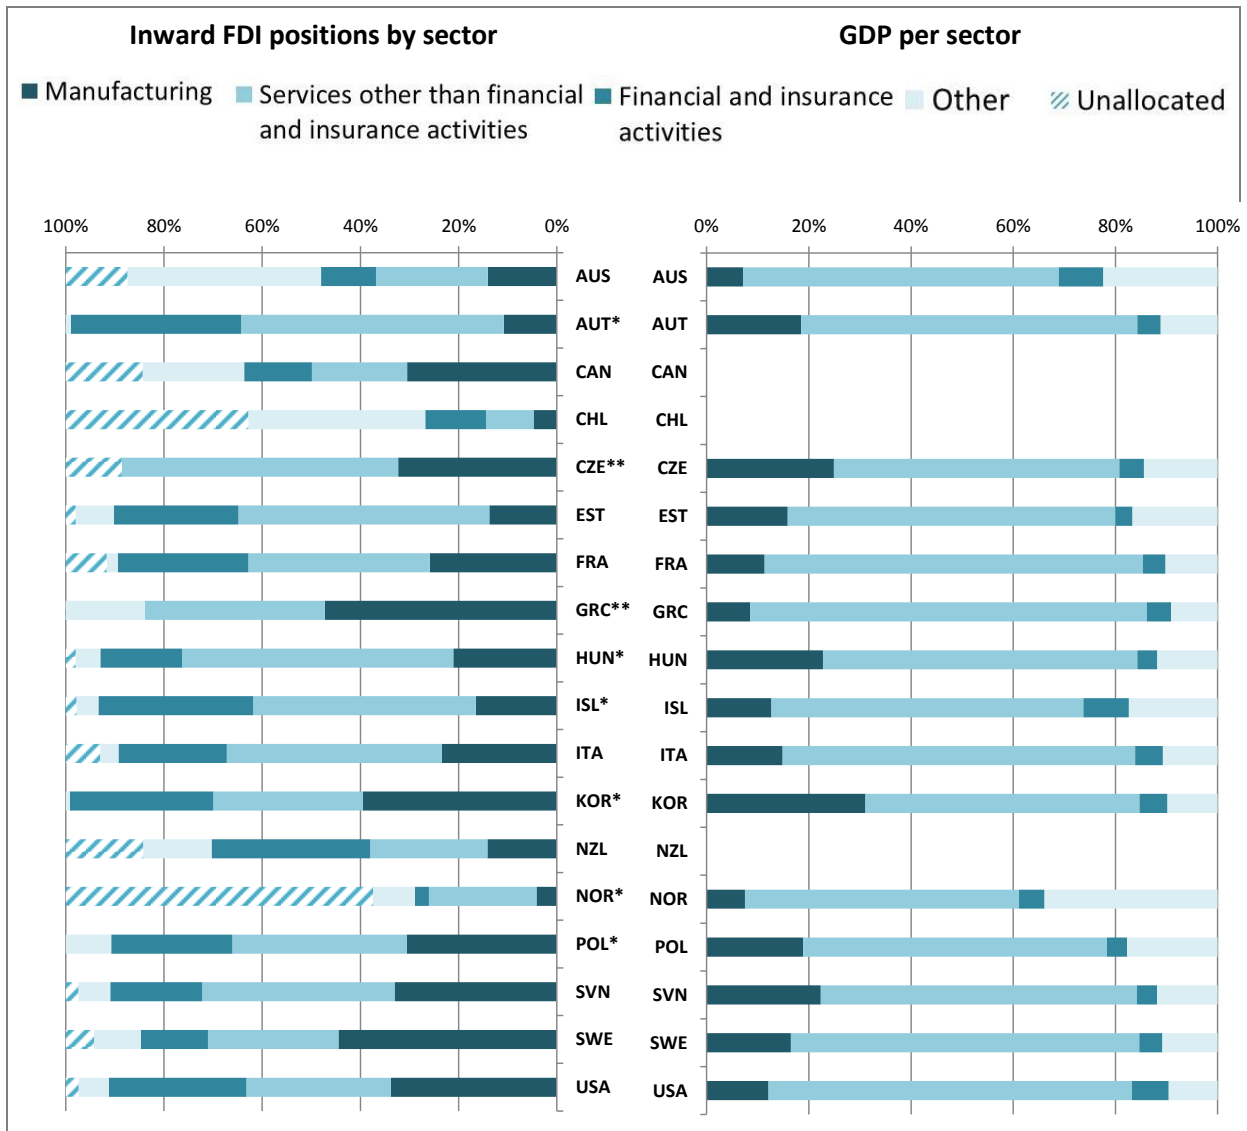 Inward FDI positions by sector
GDP per sector
Manufacturing
Services other than financial
and insurance activities
Financial and insurance
activities
Other
Unallocated
100% 80% 60% 40% 20% 0%
0% 20% 40% 60% 80% 100%
AUS AUS
AUT* AUT
CAN CAN
CHL CHL
CZE** CZE
EST EST
FRA FRA
GRC** GRC
HUN* HUN
ISL* ISL
ITA ITA
KOR* KOR
NZL NZL
NOR* NOR
POL* POL
SVN SVN
SWE SWE
USA USA